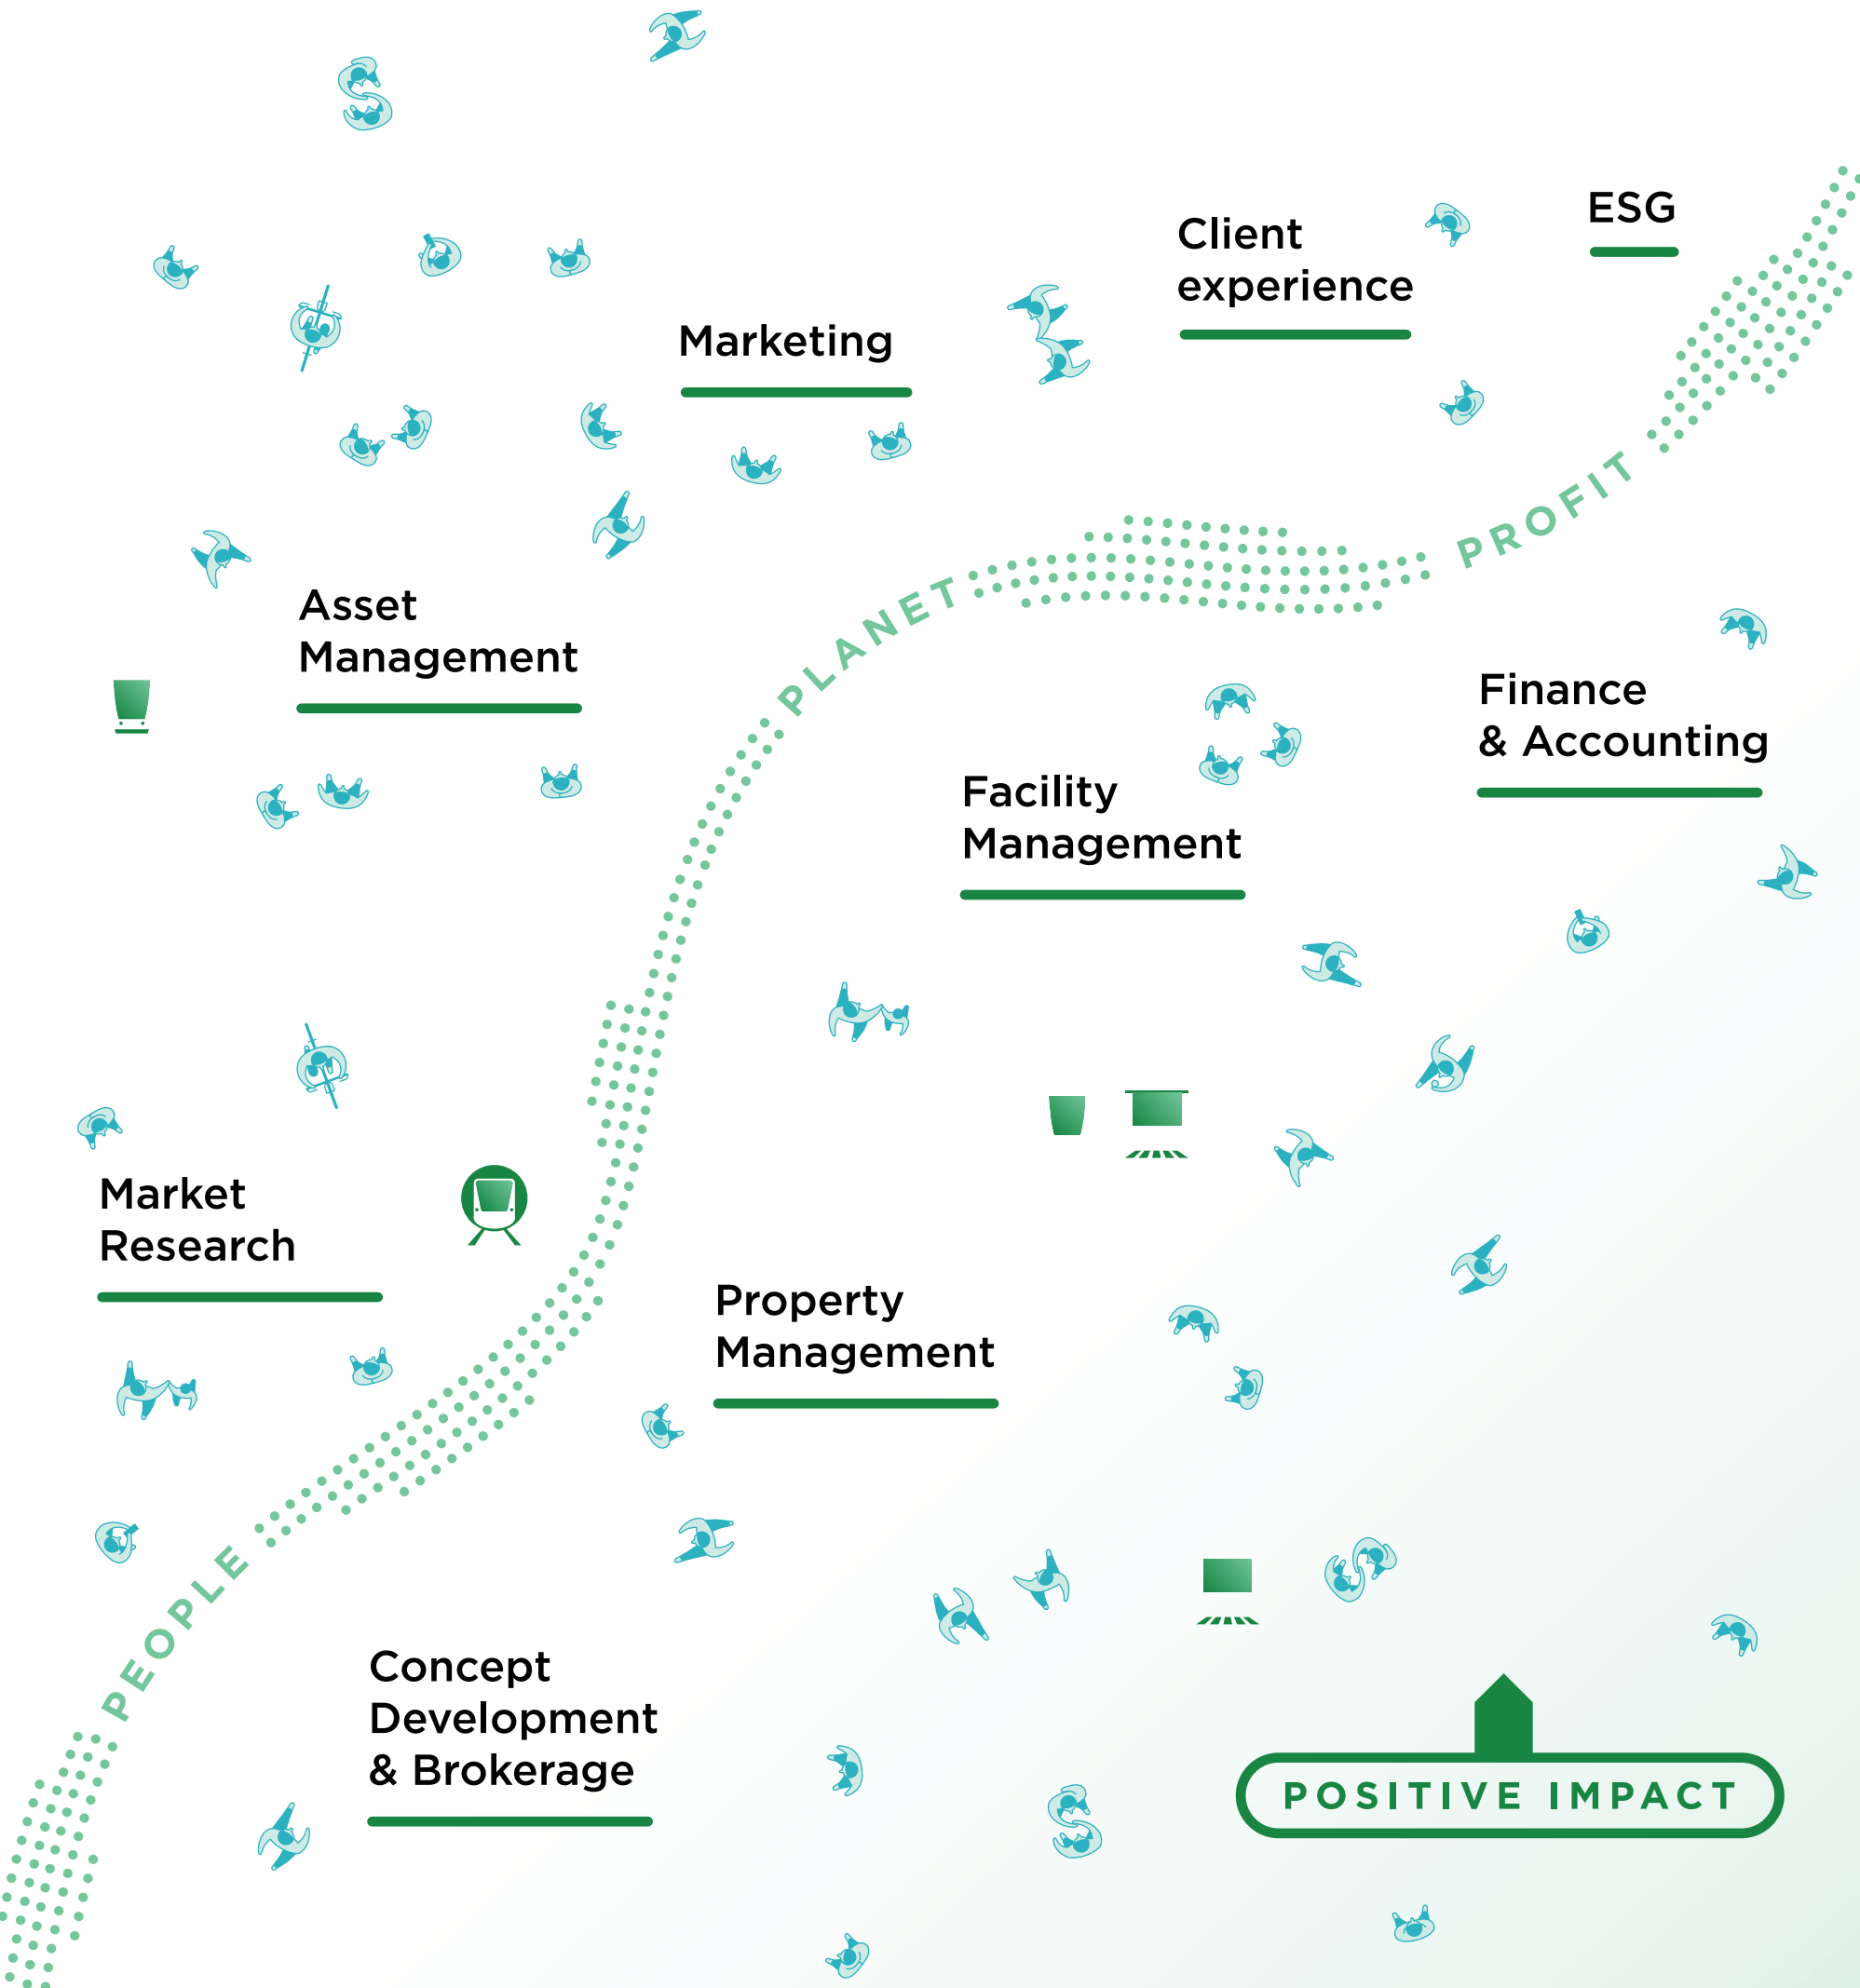 ESG
Client
experience
Marketing
PROFIT
Asset
Management
PLANET
Finance
& Accounting
Facility
Management
Market
Research
Property
Management
PEOPLE
Concept
Development
& Brokerage
POSITIVE IMPACT